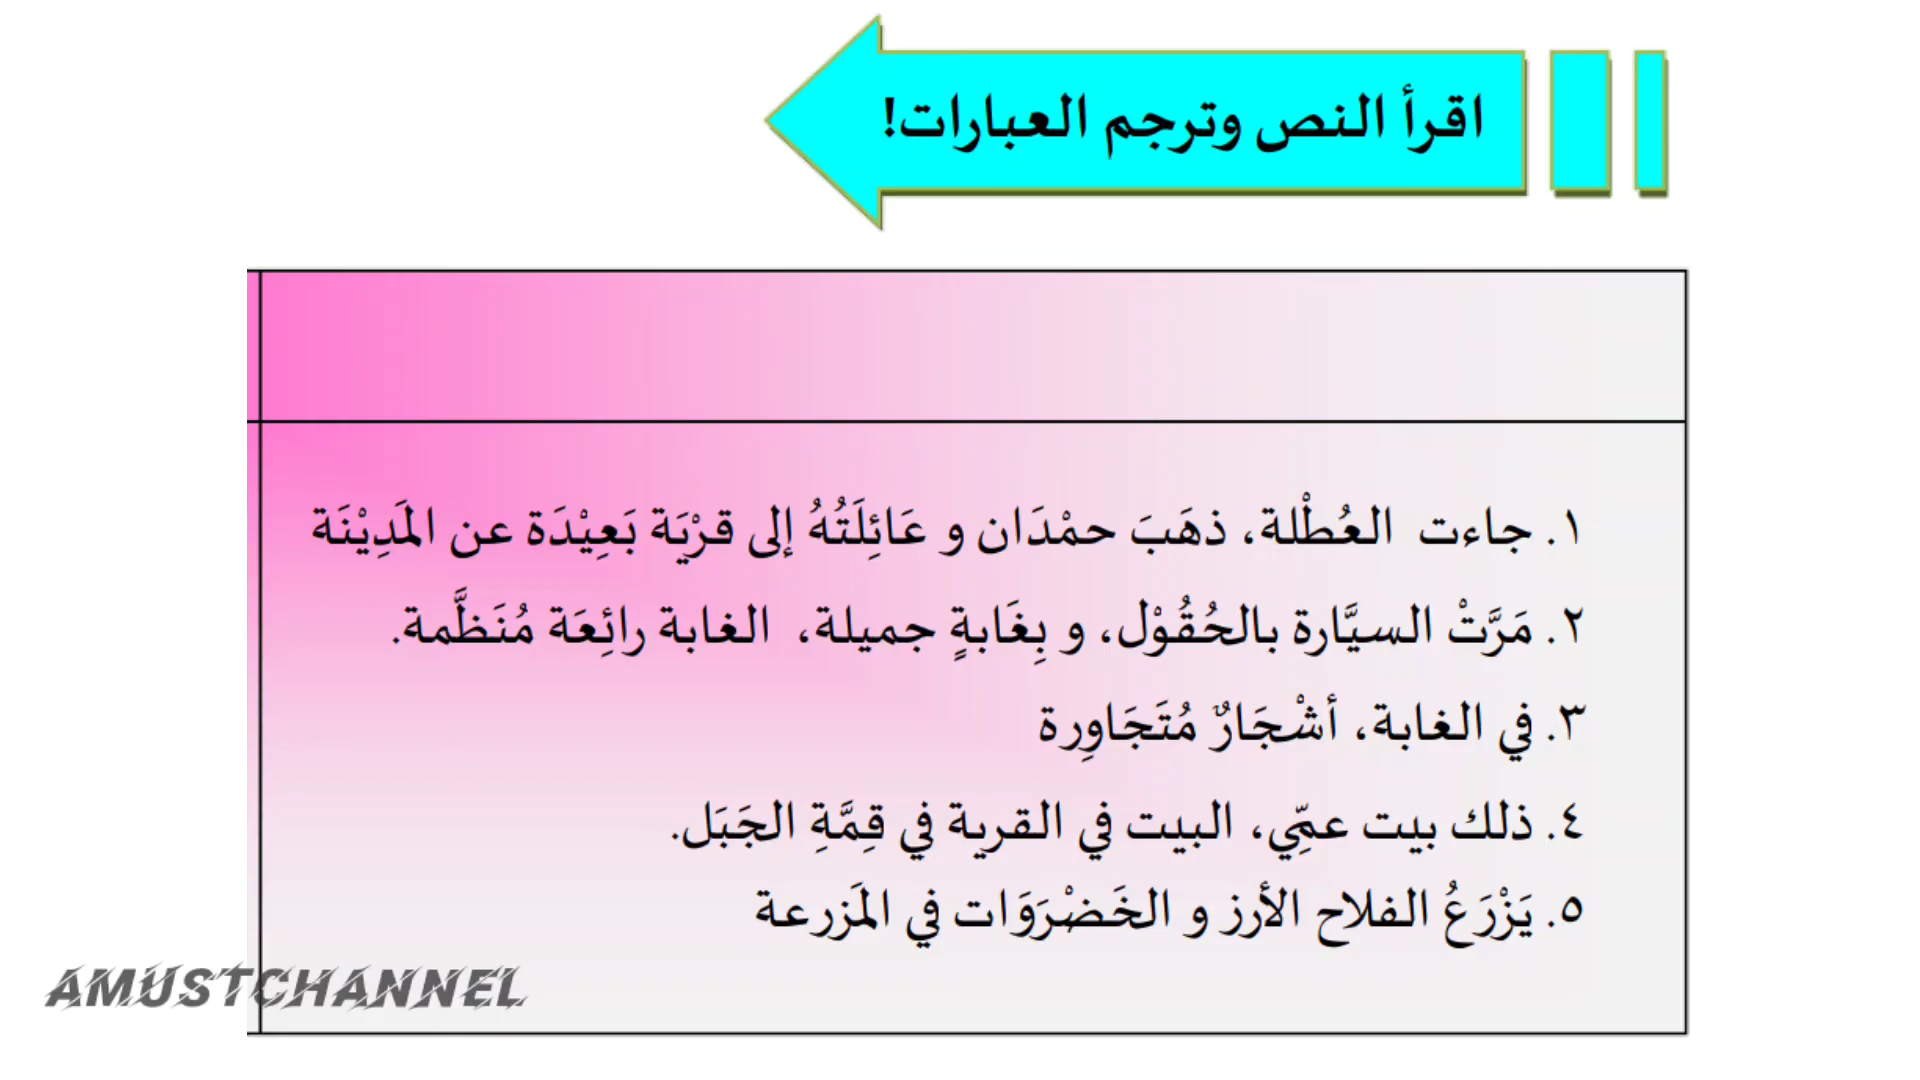 اقرأ النص وترجم العبارات!
١. جاءت العُطْلة، ذهَبَ حمْدَان و عَائِلَتُهُ إلى قرْيَة بَعِيْدَة عن المَدِيْنَة
٢. مَرَّتْ السيَّارة بالحُقُوْل، و بِغَابةٍ جميلة، الغابة رائِعَة مُنَظَّمة.
٣. في الغابة، أشْجَارٌ مُتَجَاوِرة
٤. ذلك بيت عمِّي، البيت في القرية في قِمَّةِ الجَبَل.
٥. يَزْرَعُ الفلاح الأرز و الخَضْرَوَات في المَزرعة
AMUSTCHANNEL